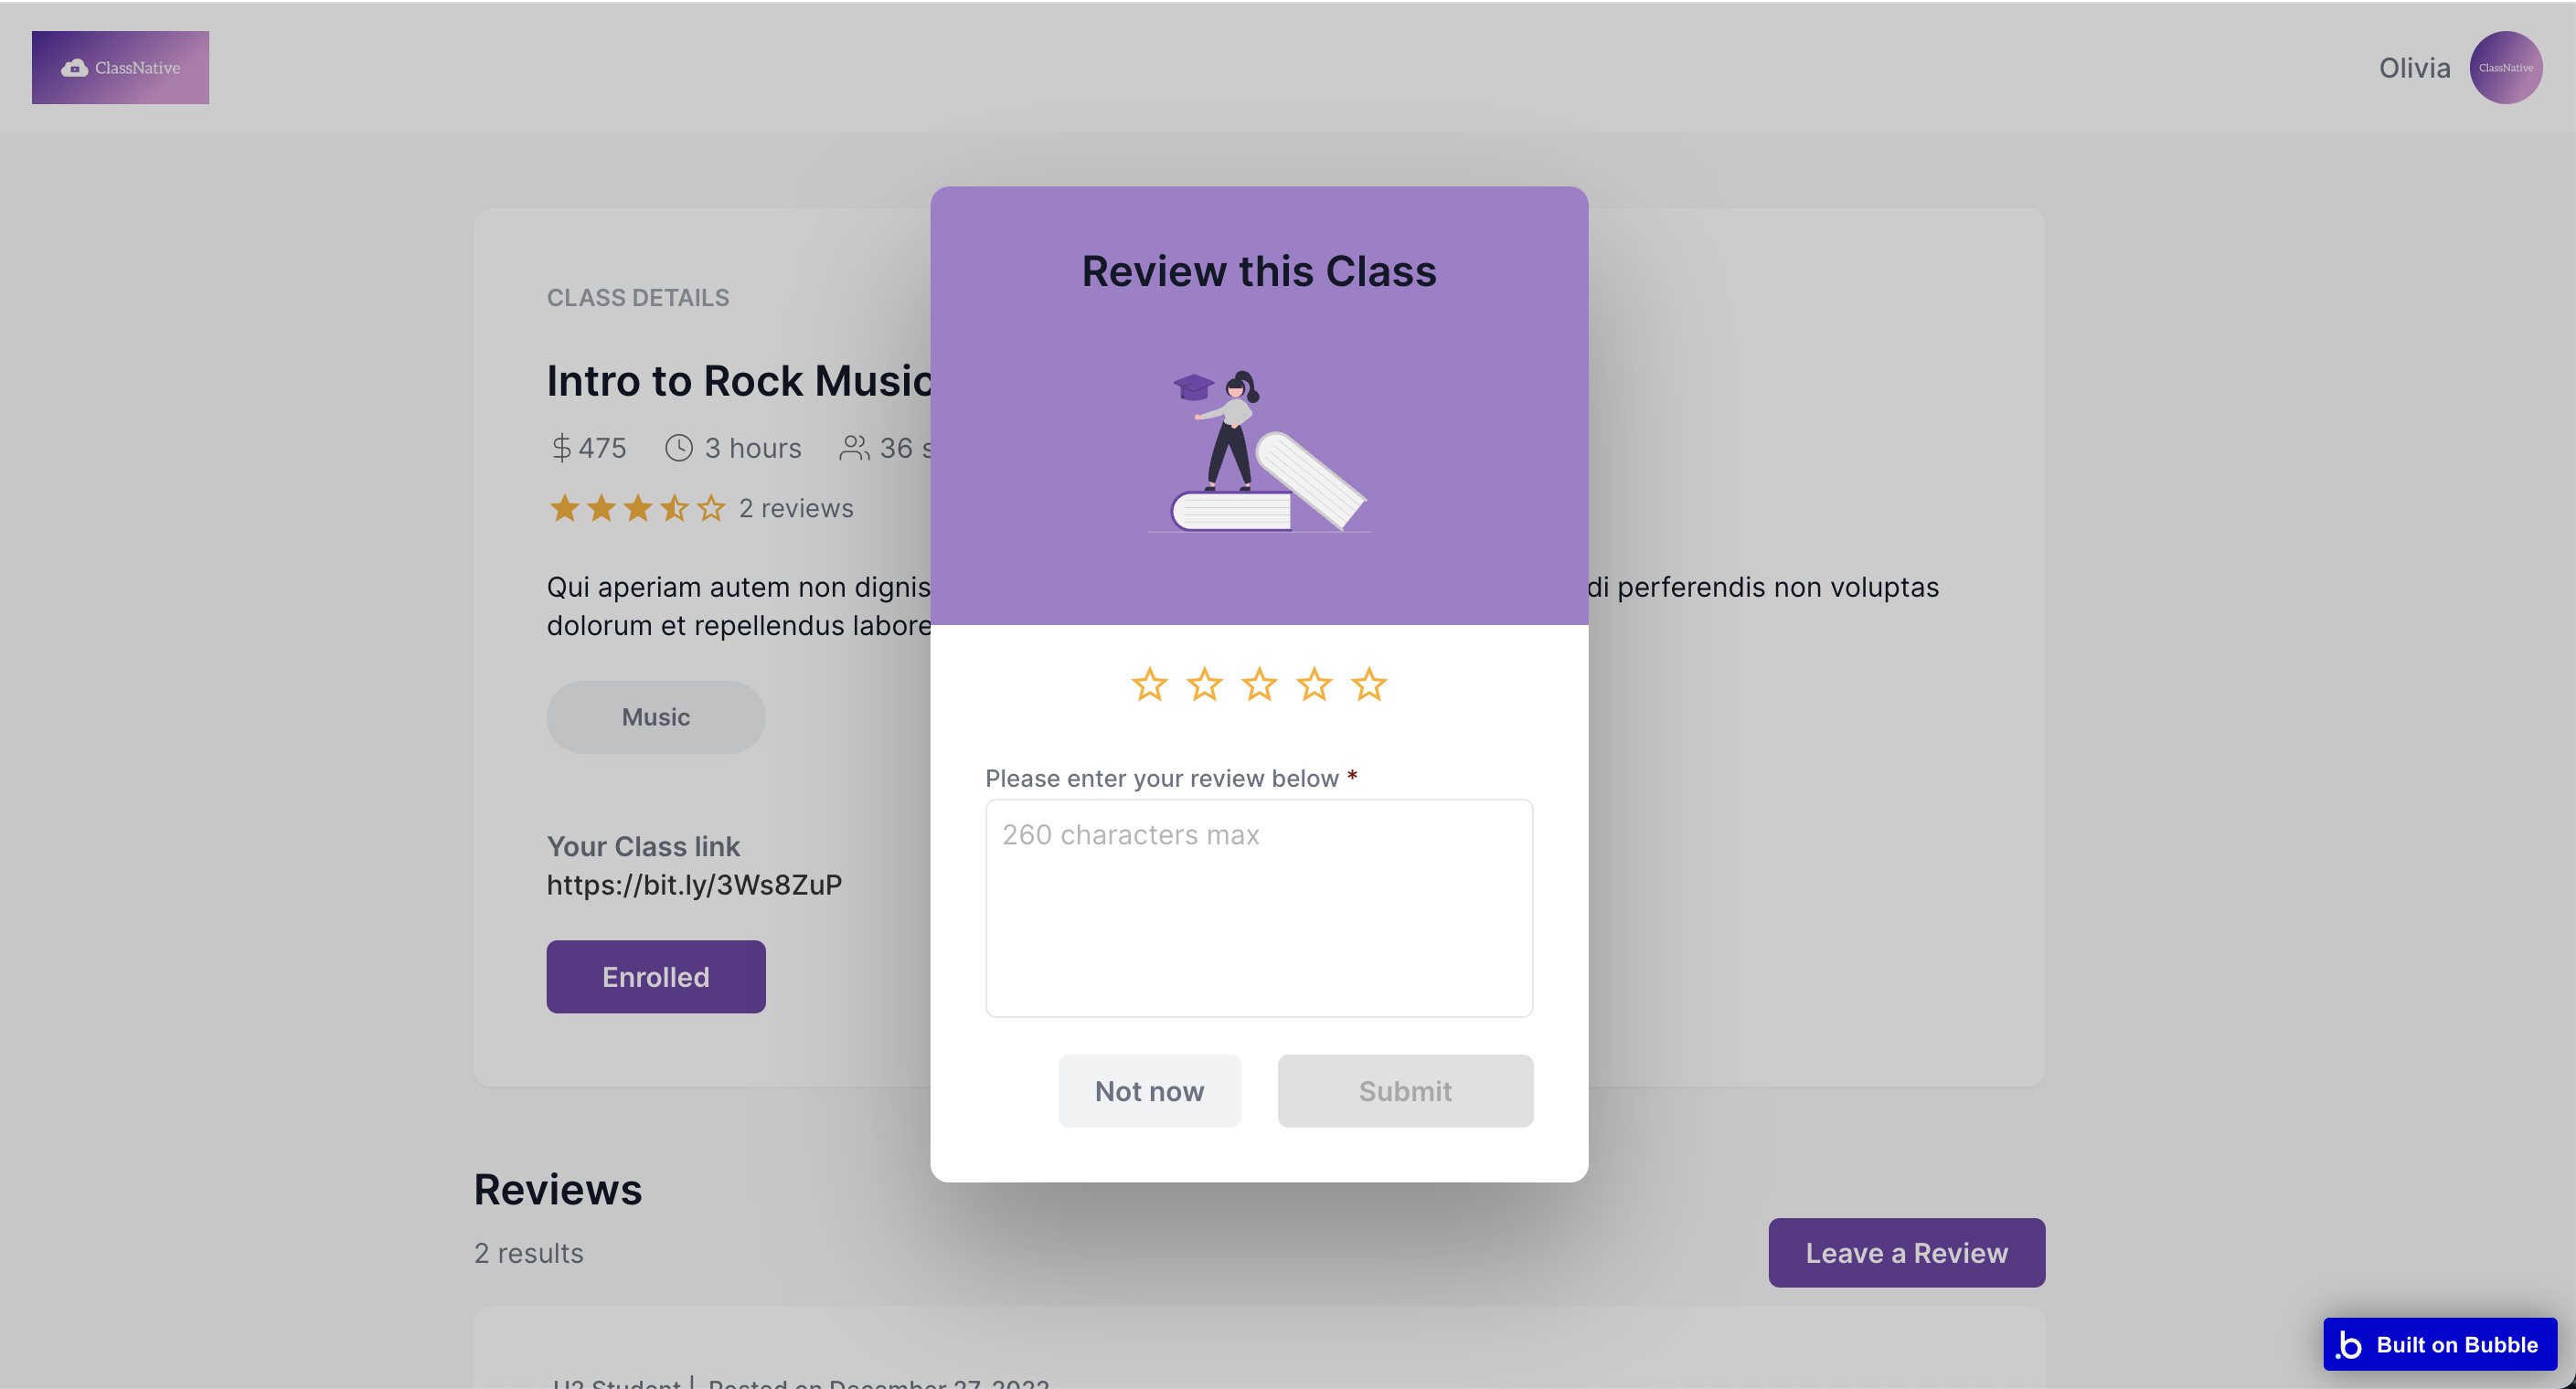 ClassNative
Olivia
ClassNative
Review this Class
CLASS DETAILS
Intro to Rock Music
475 3 hours 36 s
2 reviews
Qui aperiam autem non dignis
di perferendis non voluptas
dolorum et repellendus labore
Music
Please enter your review below *
260 characters max
Your Class link
https://bit.ly/3Ws8ZuP
Enrolled
Not now
Submit
Reviews
2 results
Leave a Review
Built on Bubble
U2 Student | Posted on December 27, 2022